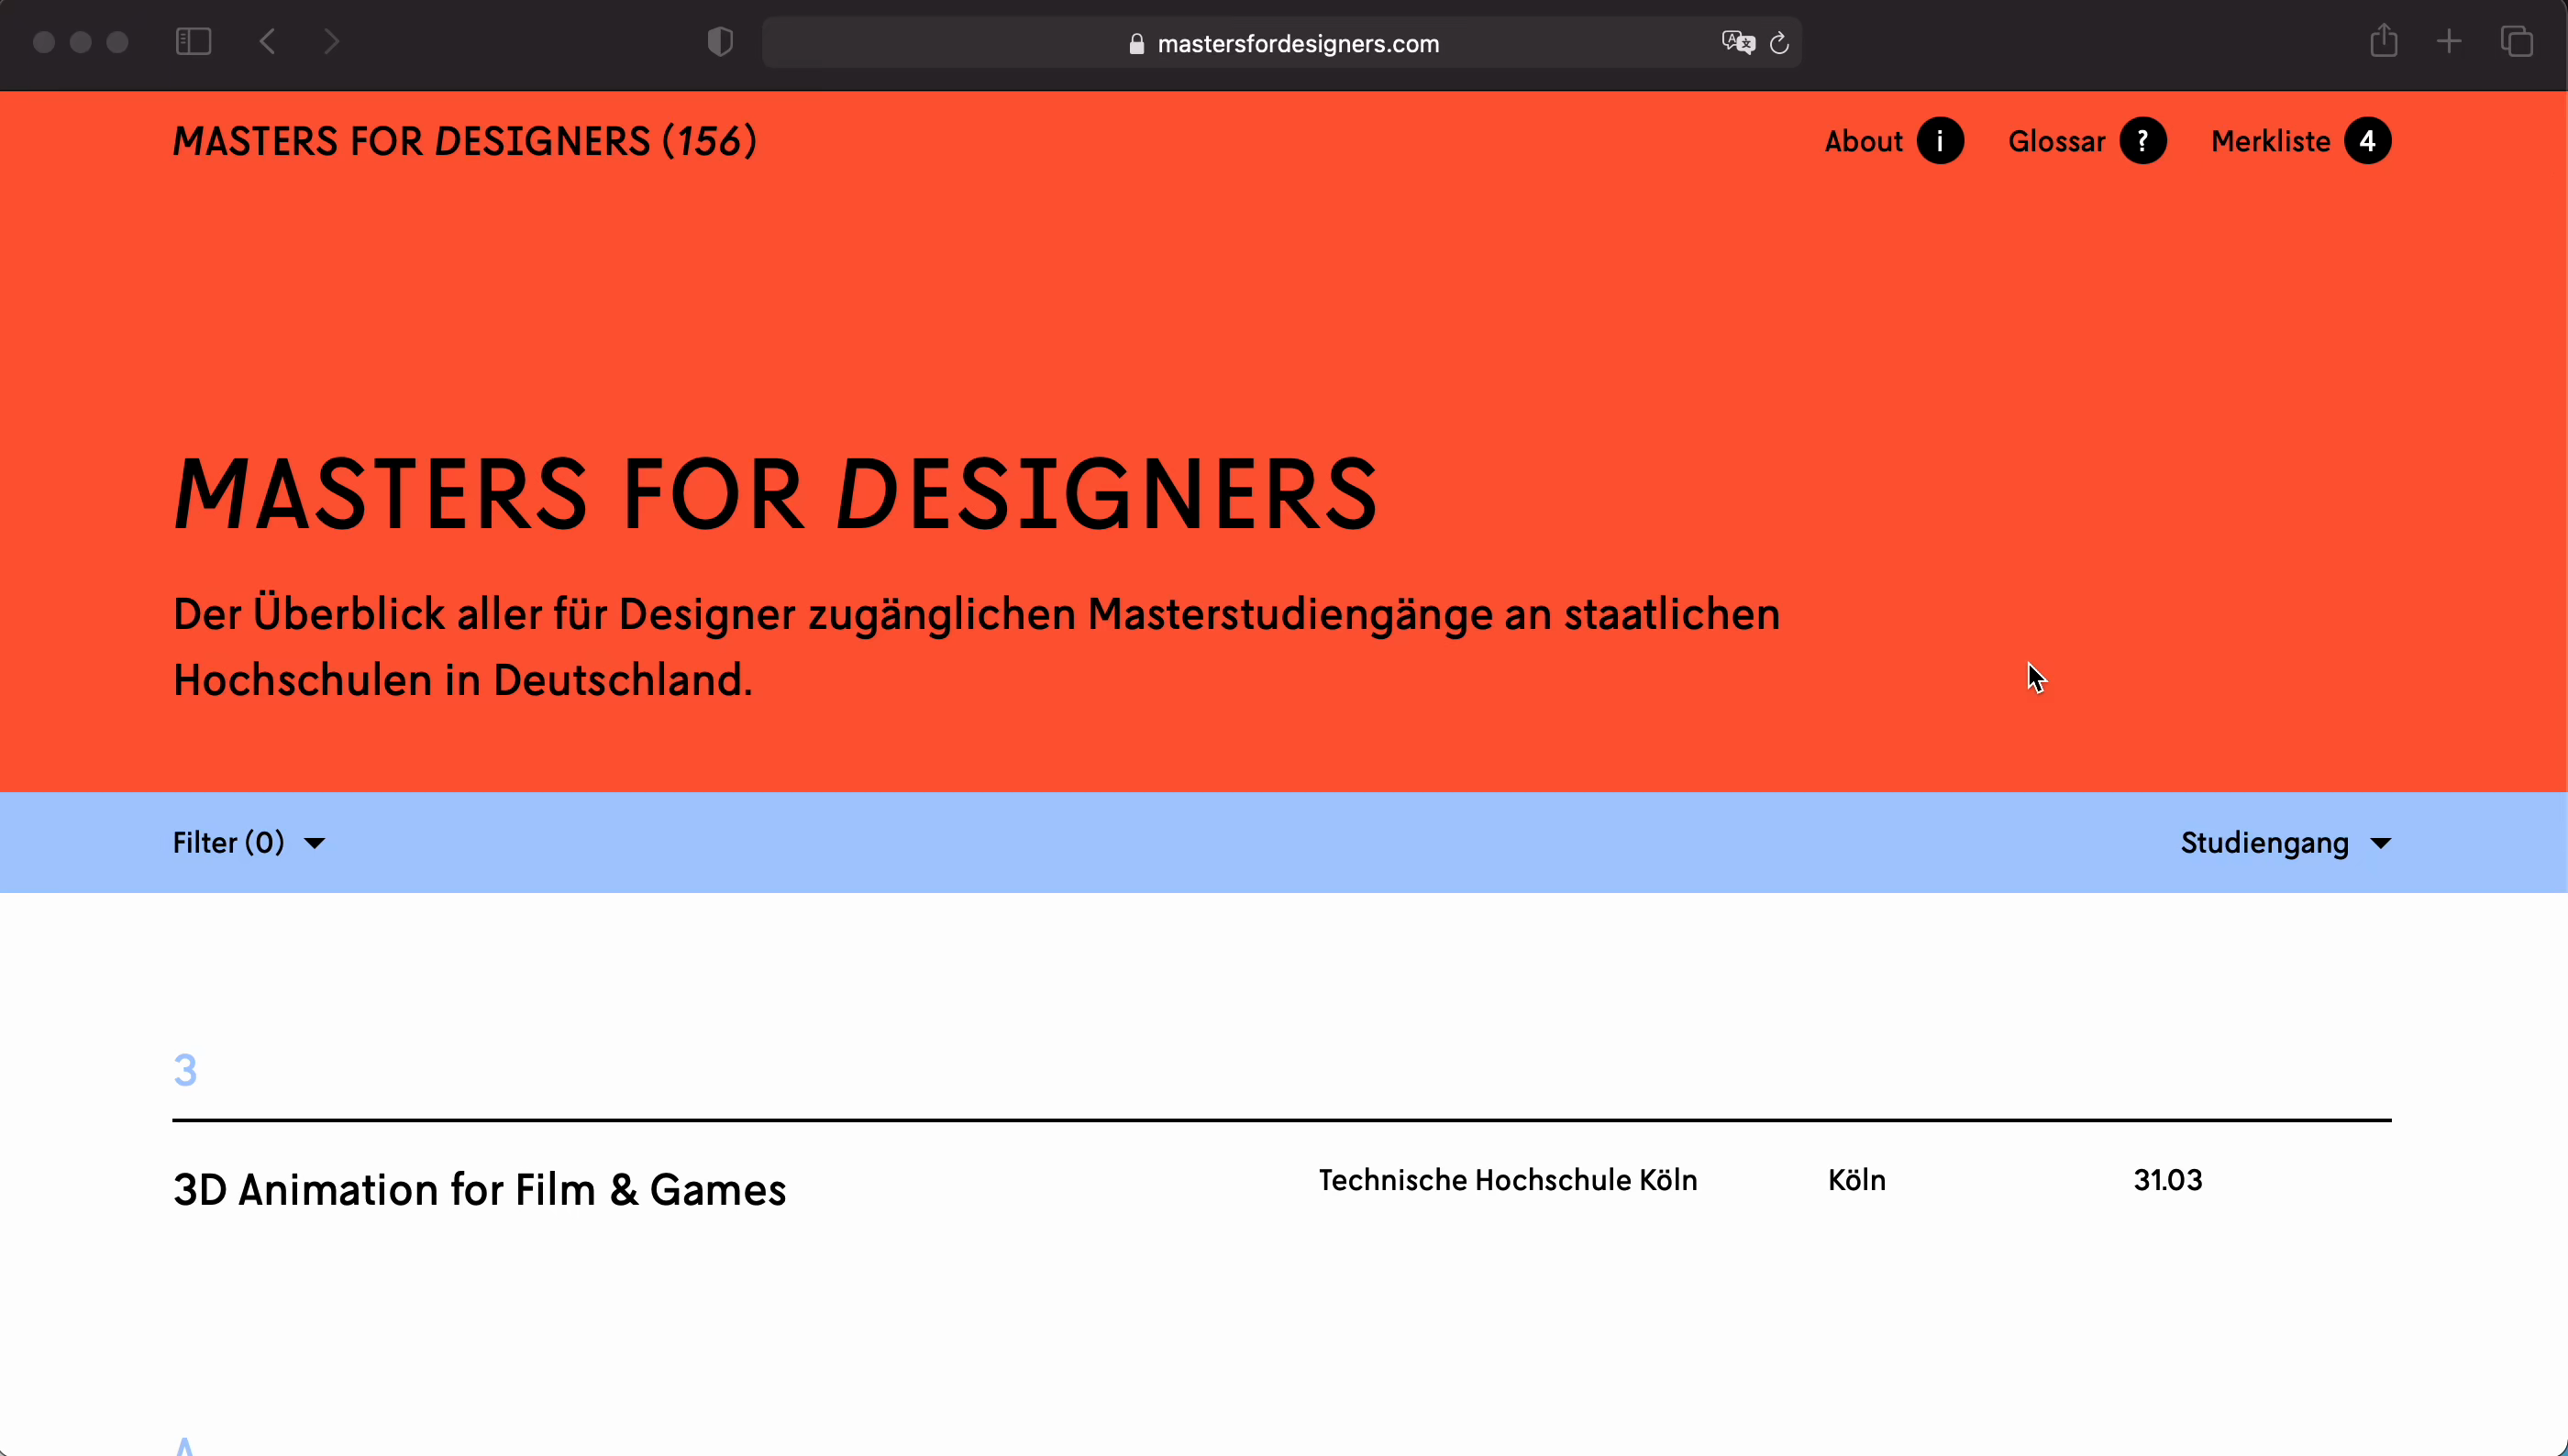 mastersfordesigners.com
MASTERS FOR DESIGNERS (156)
About i
Glossar ?
Merkliste 4
MASTERS FOR DESIGNERS
Der Überblick aller für Designer zugänglichen Masterstudiengänge an staatlichen
Hochschulen in Deutschland.
Filter (0)
Studiengang
3
3D Animation for Film & Games
Technische Hochschule Köln
Köln
31.03
A